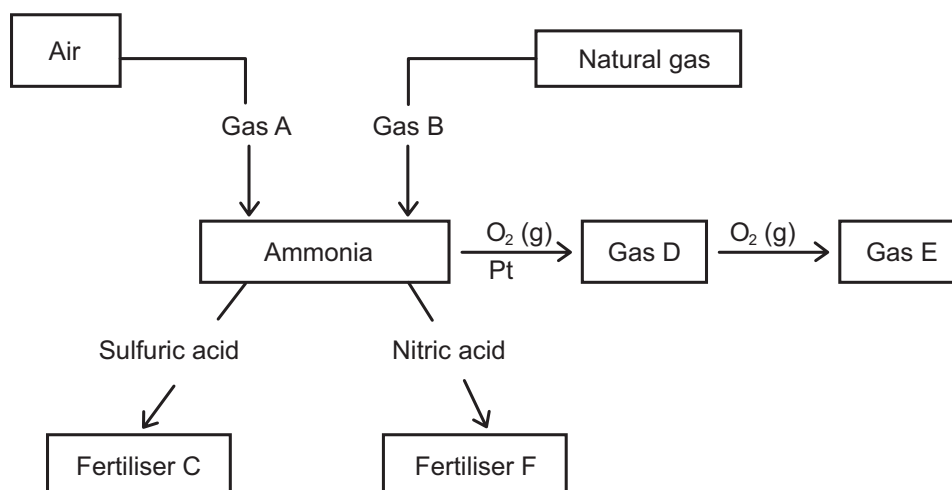 Air
Natural gas
Gas A
Gas B
Ammonia
O₂ (g)
Pt
Gas D
O₂ (g)
Gas E
Sulfuric acid
Nitric acid
Fertiliser C
Fertiliser F